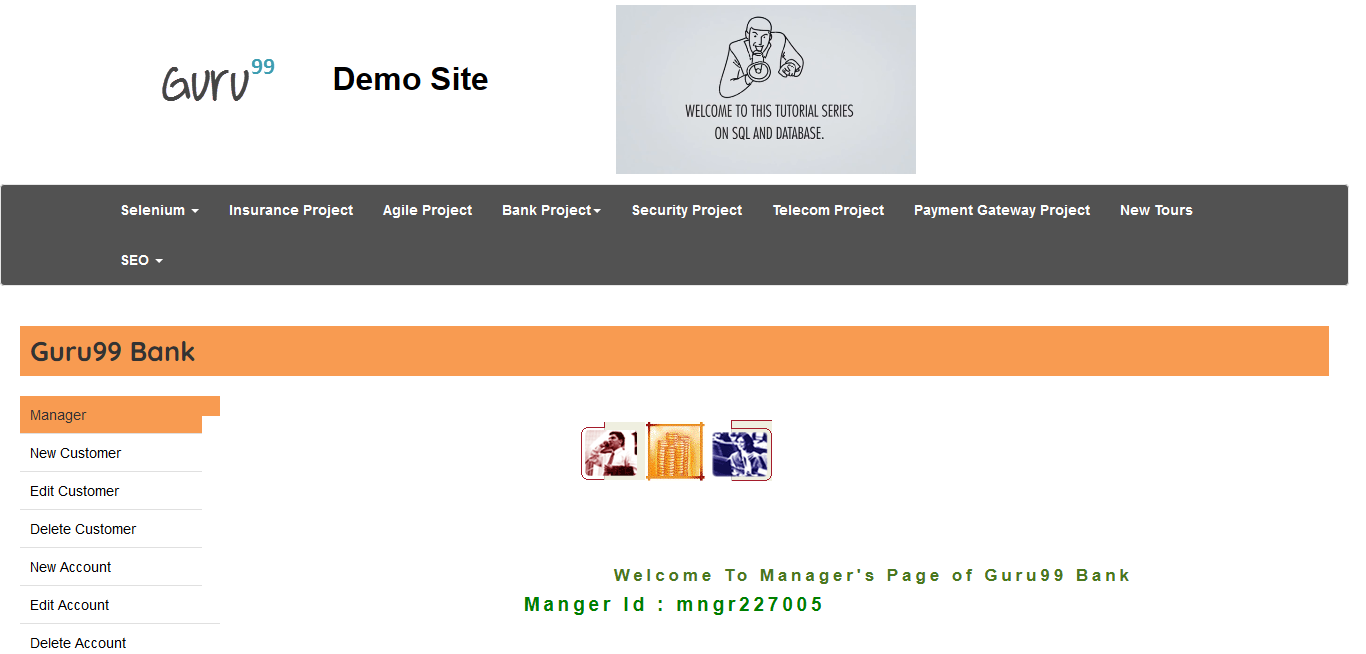 Guru99
Demo Site
WELCOME TO THIS TUTORIAL SERIES
ON SQL AND DATABASE.
Selenium
Insurance Project
Agile Project
Bank Project
Security Project
Telecom Project
Payment Gateway Project
New Tours
SEO
Guru99 Bank
Manager
New Customer
Edit Customer
Delete Customer
New Account
Edit Account
Delete Account
Welcome To Manager's Page of Guru99 Bank
Manger Id : mngr227005